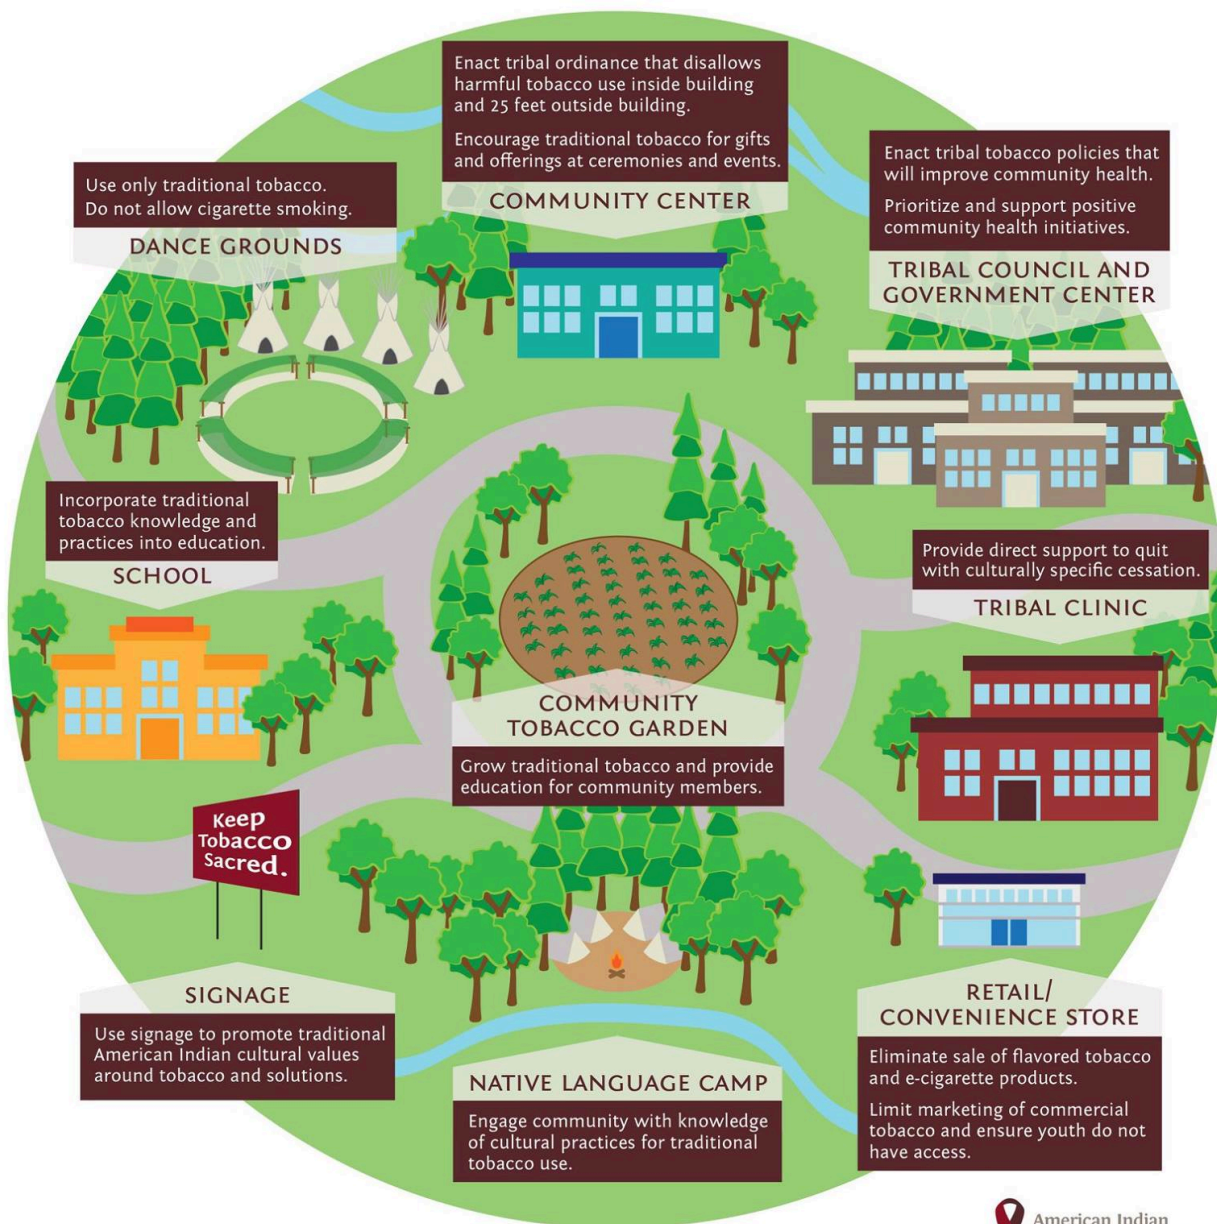 Enact tribal ordinance that disallows
harmful tobacco use inside building
and 25 feet outside building.
Encourage traditional tobacco for gifts
and offerings at ceremonies and events.
COMMUNITY CENTER
Use only traditional tobacco.
Do not allow cigarette smoking.
DANCE GROUNDS
Enact tribal tobacco policies that
will improve community health.
Prioritize and support positive
community health initiatives.
TRIBAL COUNCIL AND
GOVERNMENT CENTER
Incorporate traditional
tobacco knowledge and
practices into education.
SCHOOL
Provide direct support to quit
with culturally specific cessation.
TRIBAL CLINIC
COMMUNITY
TOBACCO GARDEN
Grow traditional tobacco and provide
education for community members.
Keep
Tobacco
Sacred.
SIGNAGE
Use signage to promote traditional
American Indian cultural values
around tobacco and solutions.
NATIVE LANGUAGE CAMP
Engage community with knowledge
of cultural practices for traditional
tobacco use.
RETAIL/
CONVENIENCE STORE
Eliminate sale of flavored tobacco
and e-cigarette products.
Limit marketing of commercial
tobacco and ensure youth do not
have access.
American Indian